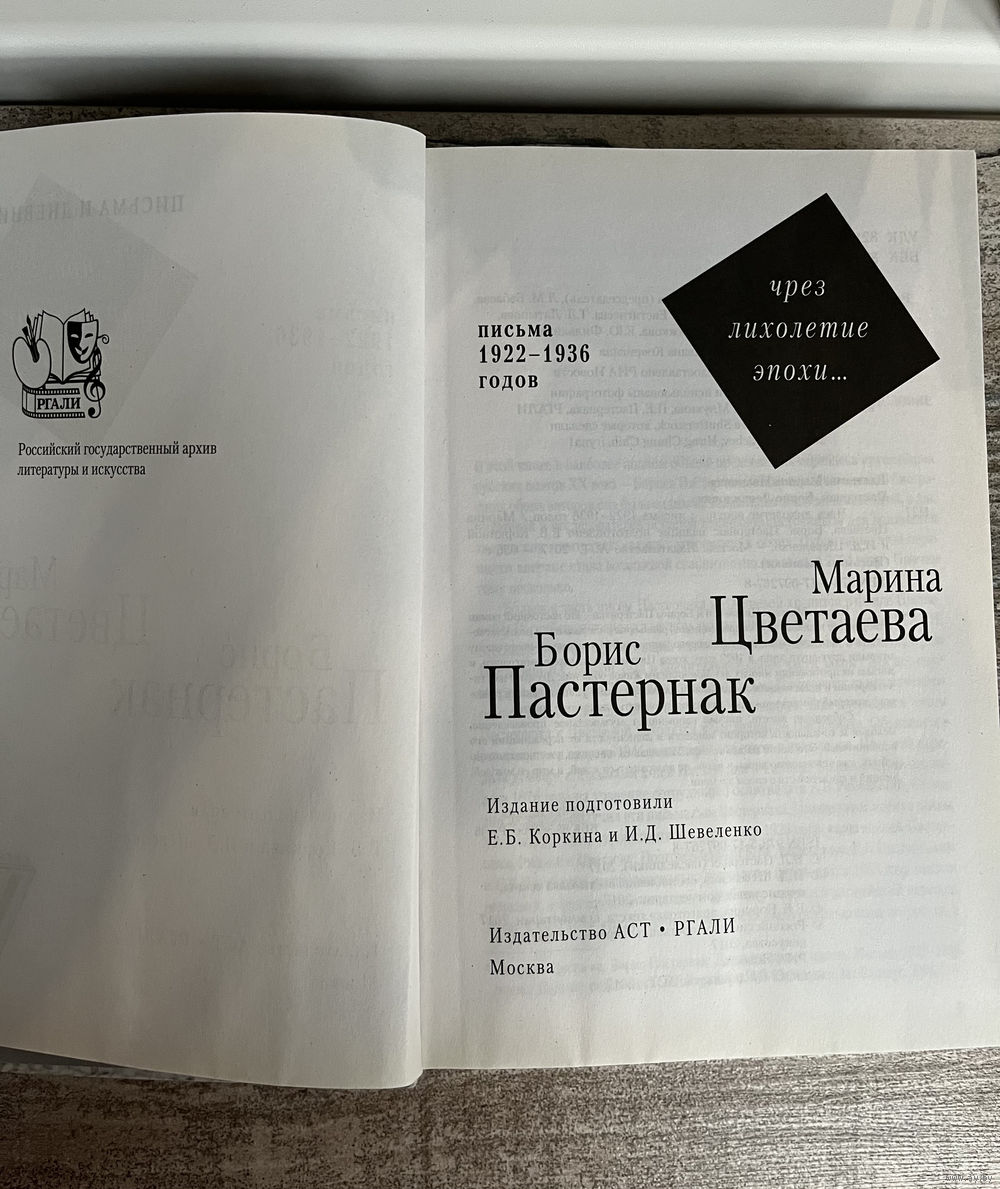 РГАЛИ
Российский государственный архив
литературы и искусства
письма
1922–1936
годов
чрез
лихолетие
эпохи...
Марина
Цветаева
Борис
Пастернак
Издание подготовили
Е.Б. Коркина и И.Д. Шевеленко
Издательство АСТ • РГАЛИ
Москва